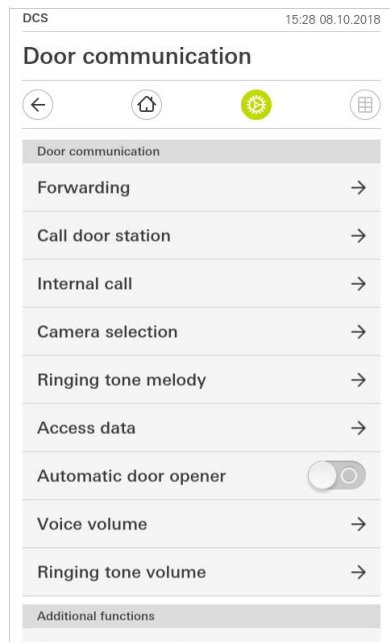 DCS 15:28 08.10.2018
Door communication
Door communication
Forwarding
Call door station
Internal call
Camera selection
Ringing tone melody
Access data
Automatic door opener
Voice volume
Ringing tone volume
Additional functions